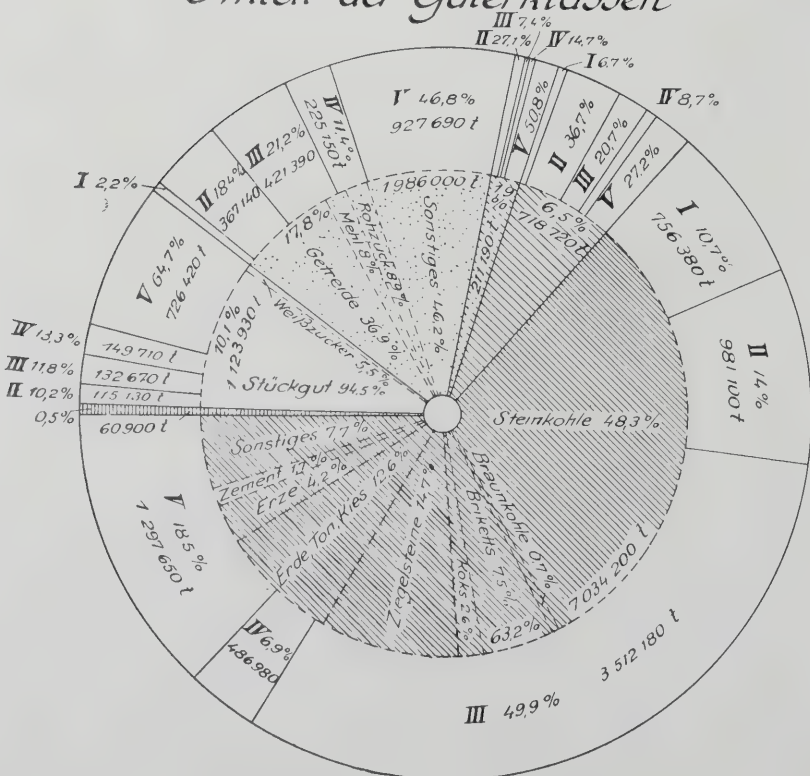 der Güterklassen
III 7,4%
II 27,1%
IV 14,7%
I 6,7%
V 50,8%
II 36,7%
III 20,7%
IV 8,7%
V 27,2%
I 10,7%
756 380 t
II 14%
981 100 t
III 49,9%
3 512 180 t
IV 6,9%
486980
V 18,5%
1 297 650 t
0,5%
60900 t
II 10,2%
115 130 t
III 11,8%
132 670 t
IV 13,3%
149 710 t
V 64,7%
726 420 t
I 2,2%
II 18,4%
367 140
III 21,2%
421 390
IV 11,4%
225 150 t
V 46,8%
927 690 t
1 986 000 t
17,8%
Getreide 36,9%
Mehl 8%
Rohzuck. 8,9%
Sonstiges 46,2%
211 190 t
6,5%
718 720 t
Steinkohle 48,3%
Braunkohle 0,7%
Briketts 7,5%
Koks 2,6%
Ziegelsteine 14,7%
Erde Ton Kies 12,6%
Erze 4,2%
Zement
Sonstiges 7,7%
7 034 200 t
63,2%
Stückgut 94,5%
Weißzucker 5,5%
10,1%
1 123 930 t